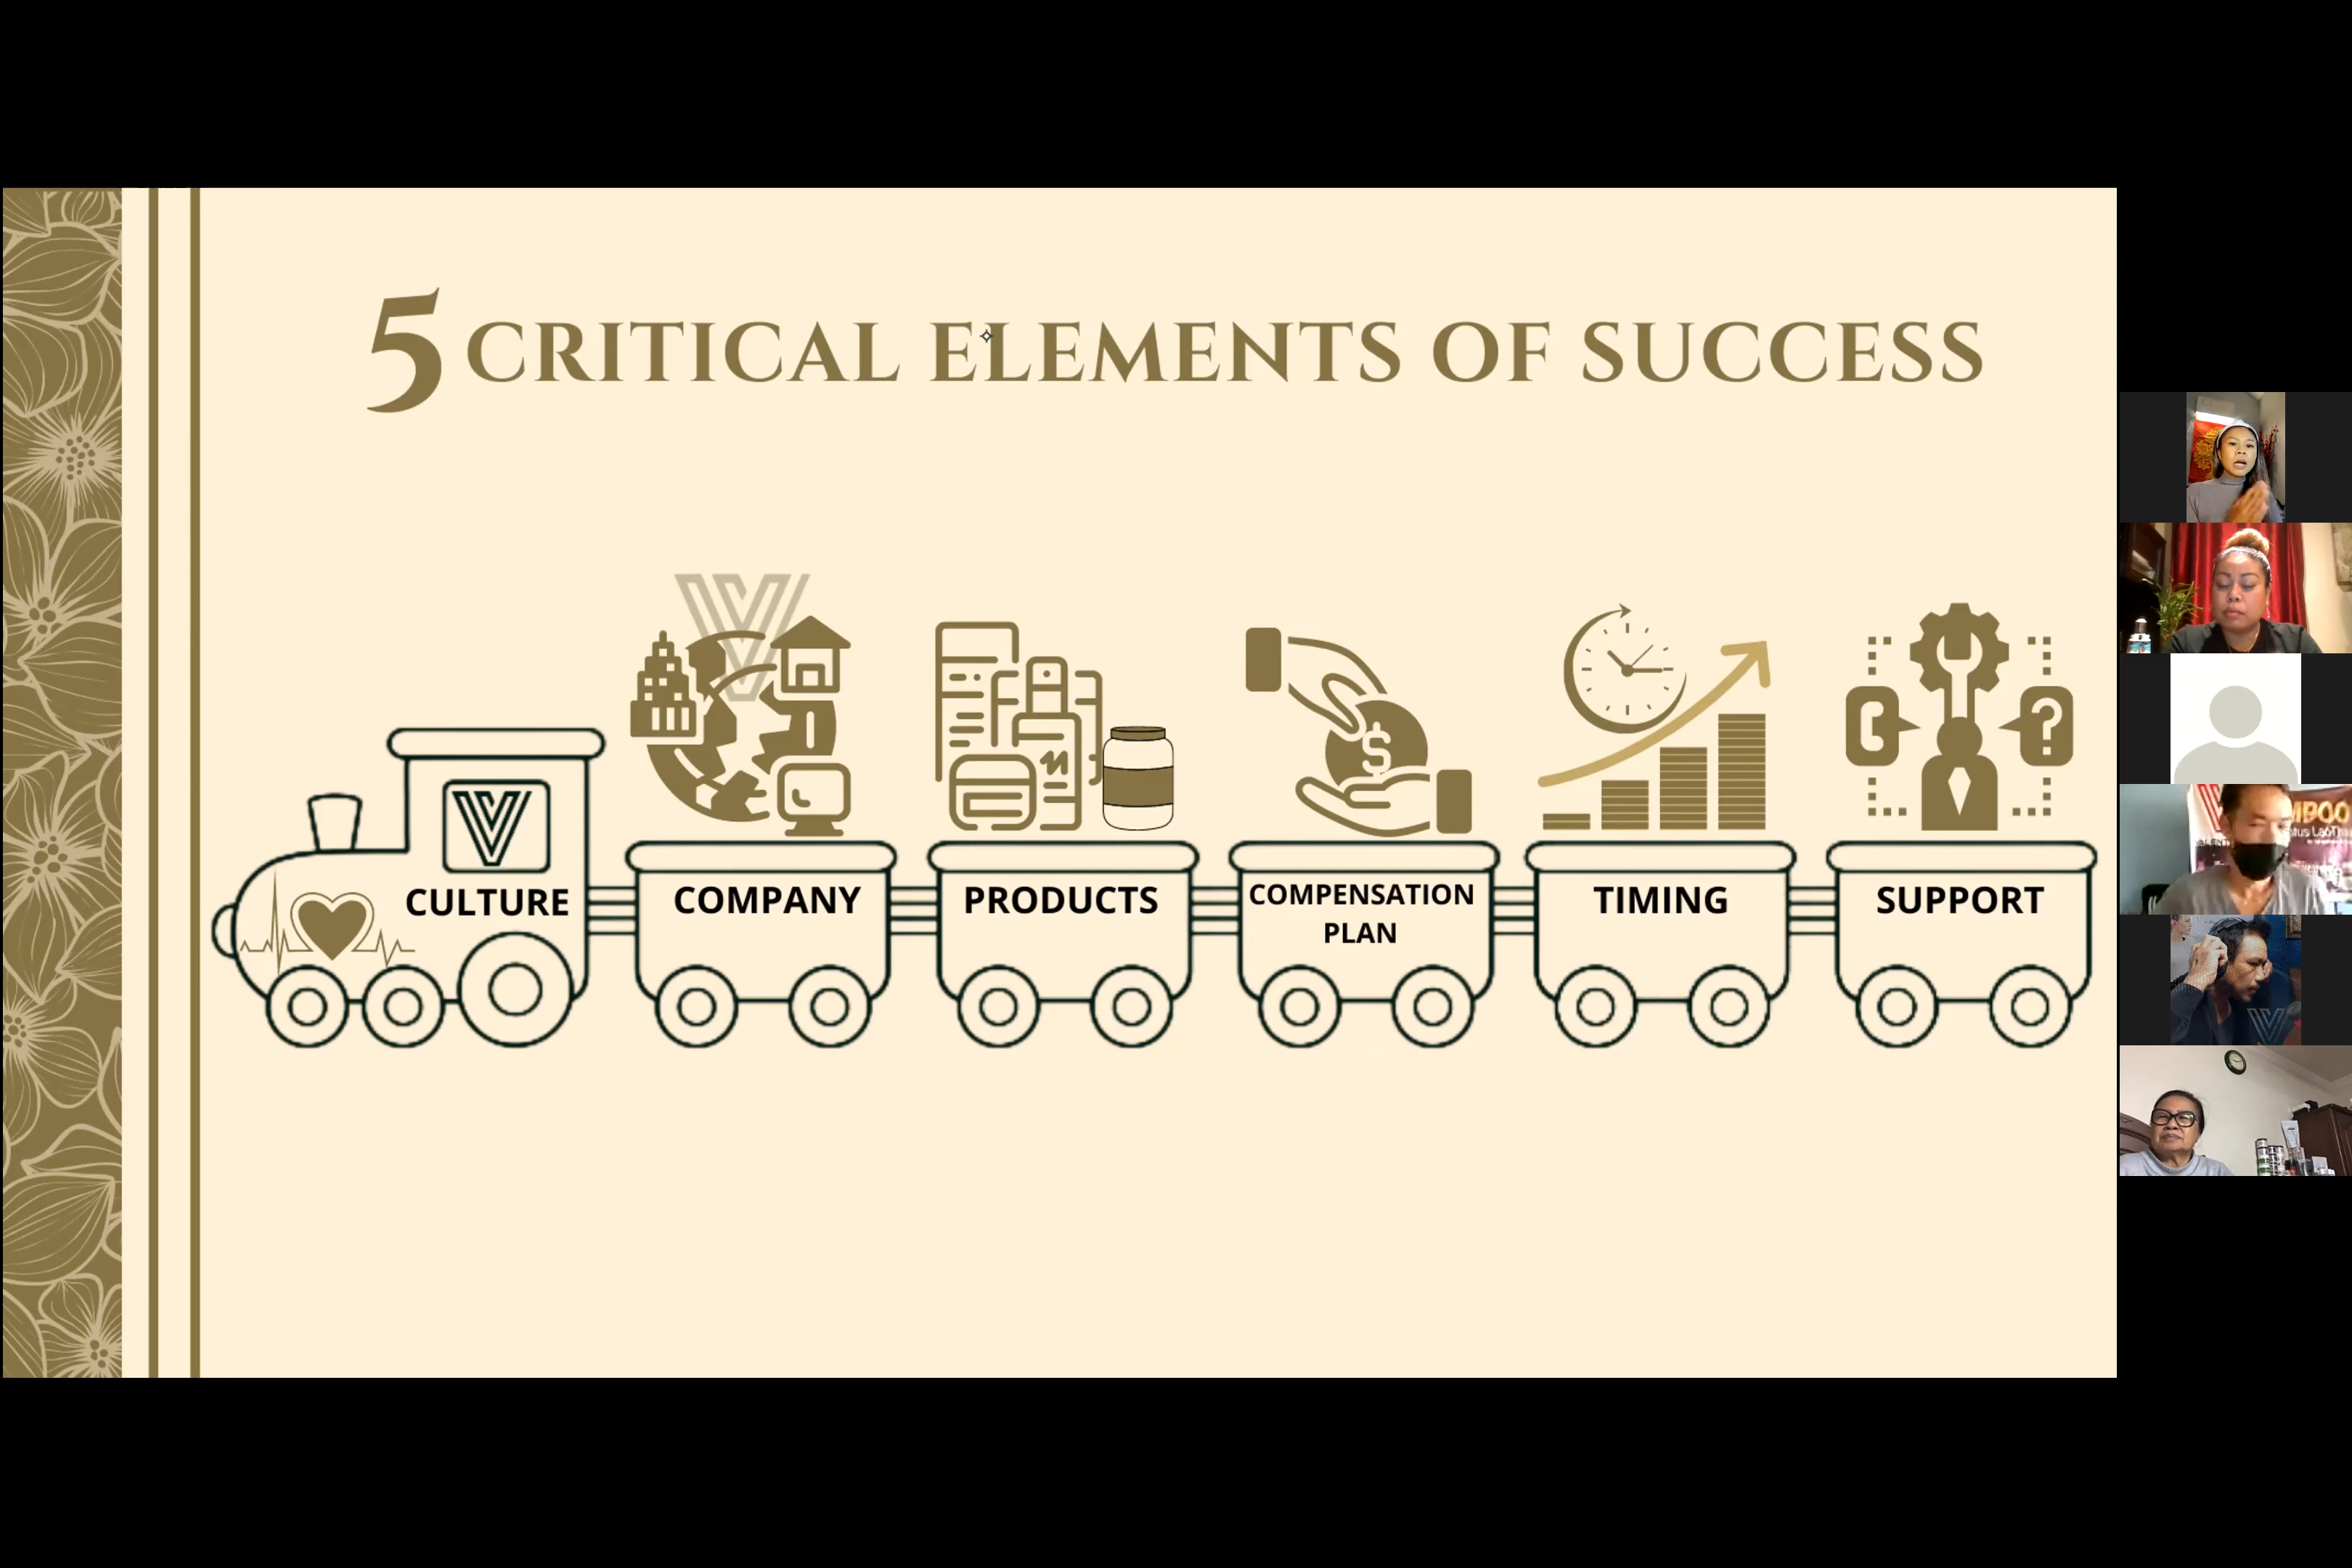 5 CRITICAL ELEMENTS OF SUCCESS
CULTURE
COMPANY
PRODUCTS
COMPENSATION
PLAN
TIMING
SUPPORT